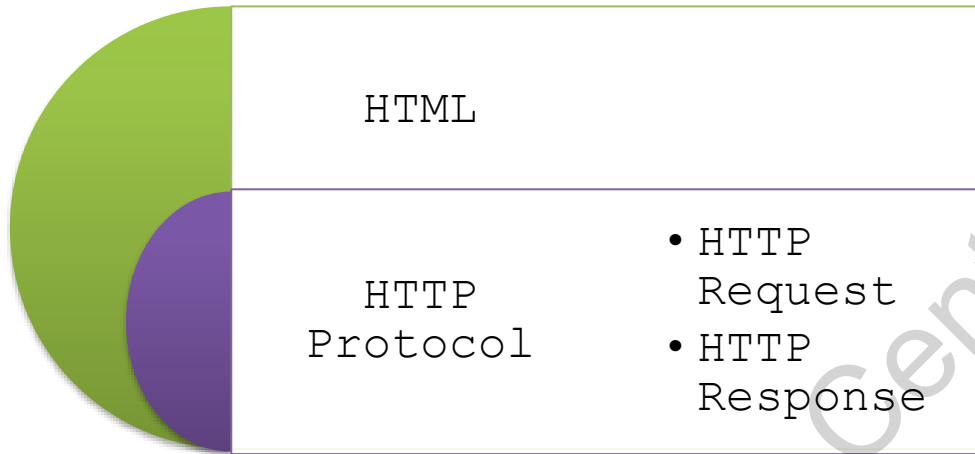 HTML
HTTP
Protocol
• HTTP
Request
• HTTP
Response